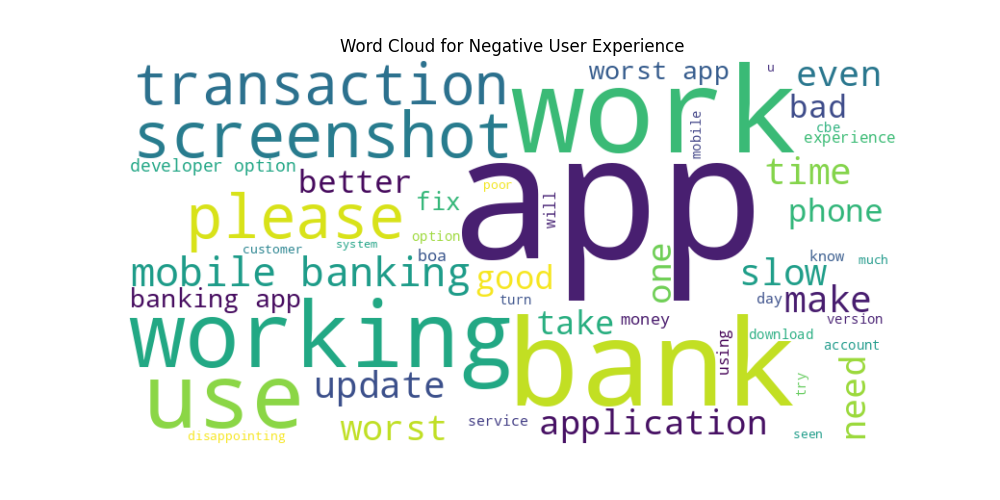 Word Cloud for Negative User Experience
transaction
work
worst app
u
even
bad
screenshot
mobile
cbe
experience
developer option
better
poor
app
time
please
fix
will
phone
option
customer
system
boa
one
know
much
mobile banking
good
slow
banking app
turn
day
make
working
bank
take
money
version
using
download
account
use
update
try
need
worst
service
application
disappointing
seen